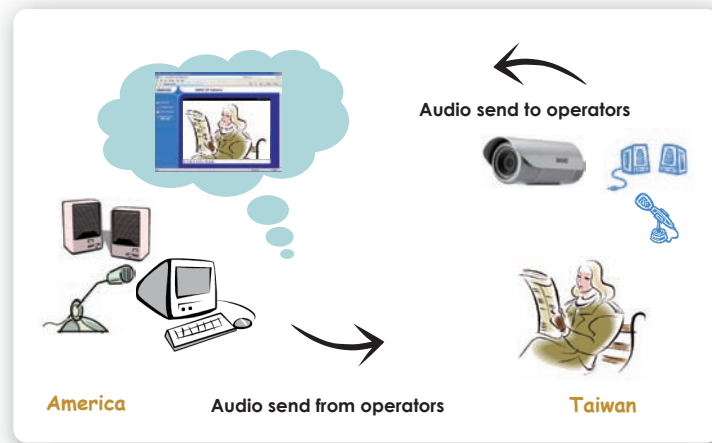 Audio send to operators
America
Audio send from operators
Taiwan